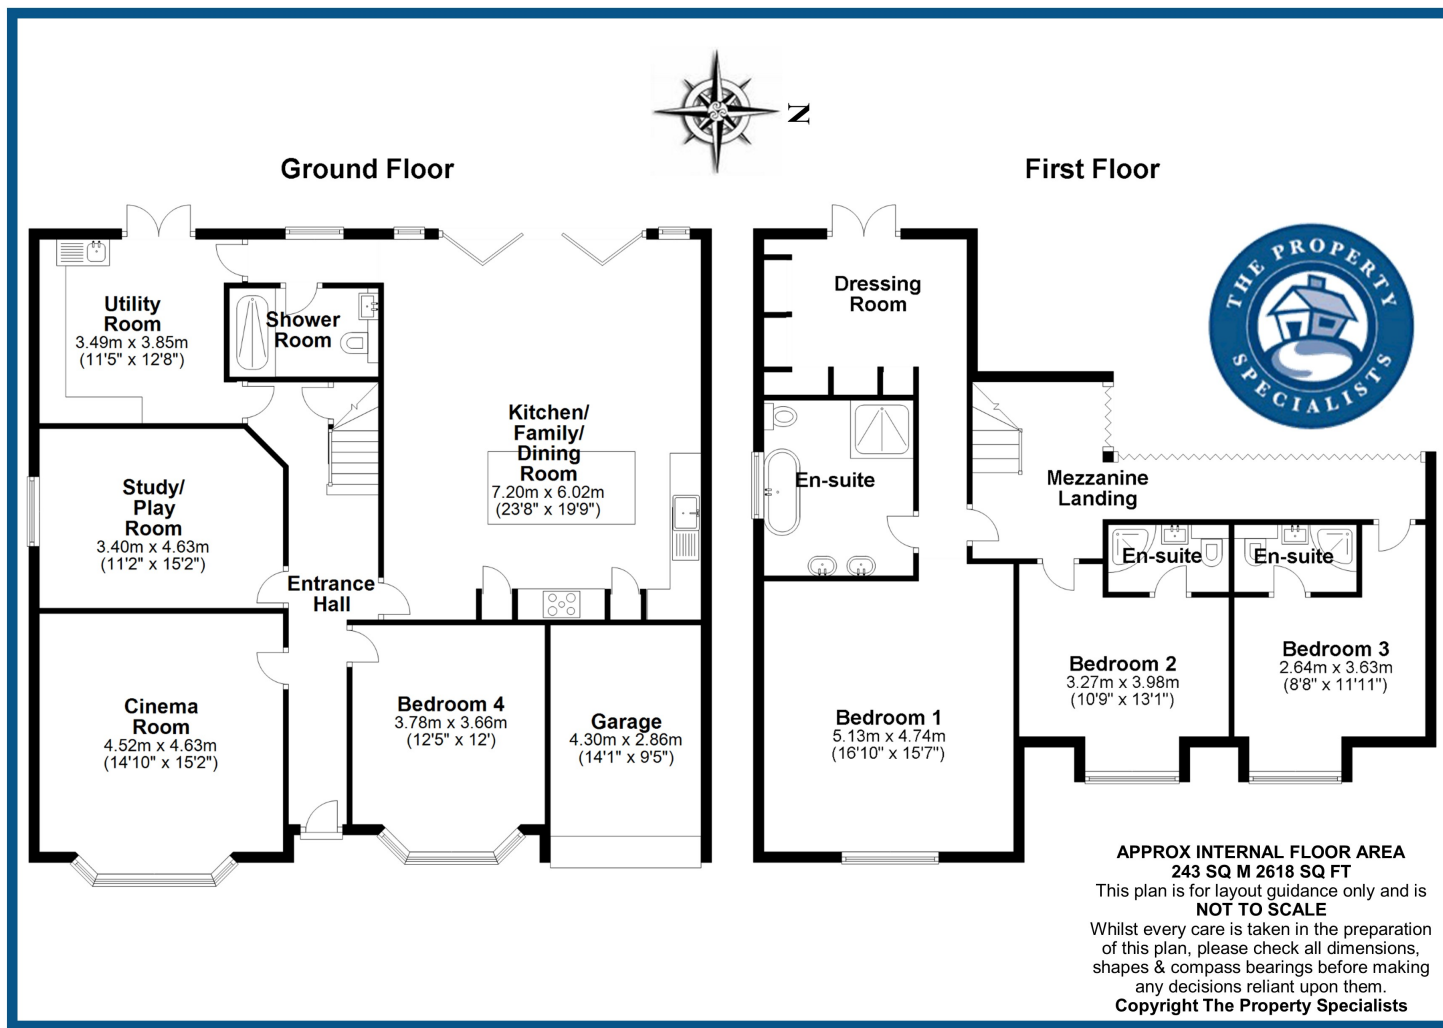 N
Ground Floor
First Floor
Utility
Room
3.49m x 3.85m
(11'5" x 12'8")
Shower
Room
Kitchen/
Family/
Dining
Room
7.20m x 6.02m
(23'8" x 19'9")
Study/
Play
Room
3.40m x 4.63m
(11'2" x 15'2")
Entrance
Hall
Cinema
Room
4.52m x 4.63m
(14'10" x 15'2")
Bedroom 4
3.78m x 3.66m
(12'5" x 12')
Garage
4.30m x 2.86m
(14'1" x 9'5")
Dressing
Room
En-suite
Mezzanine
Landing
En-suite
En-suite
Bedroom 1
5.13m x 4.74m
(16'10" x 15'7")
Bedroom 2
3.27m x 3.98m
(10'9" x 13'1")
Bedroom 3
2.64m x 3.63m
(8'8" x 11'11")
THE PROPERTY
SPECIALISTS
APPROX INTERNAL FLOOR AREA
243 SQ M 2618 SQ FT
This plan is for layout guidance only and is
NOT TO SCALE
Whilst every care is taken in the preparation
of this plan, please check all dimensions,
shapes & compass bearings before making
any decisions reliant upon them.
Copyright The Property Specialists